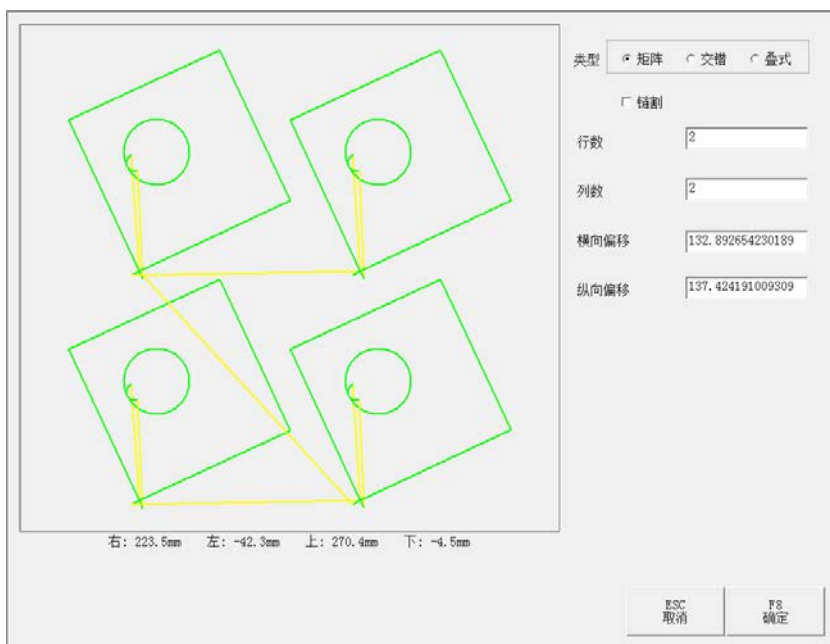 类型 矩阵 交错 叠式
链割
行数 2
列数 2
横向偏移 132.892654230189
纵向偏移 137.424191009309
右: 223.5mm 左: -42.3mm 上: 270.4mm 下: -4.5mm
ESC
取消
F8
确定